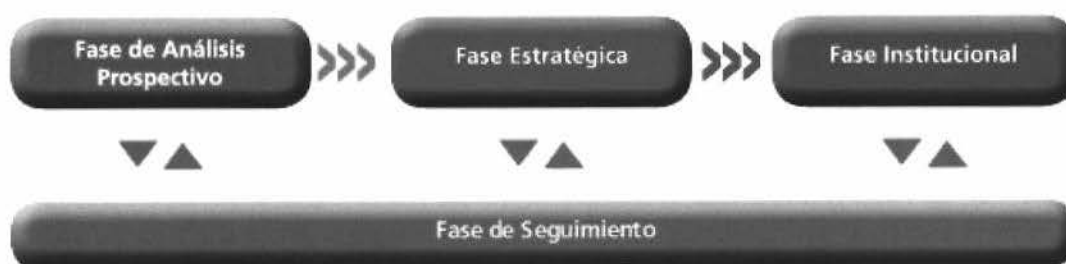 Fase de Análisis
Prospectivo
Fase Estratégica
Fase Institucional
Fase de Seguimiento